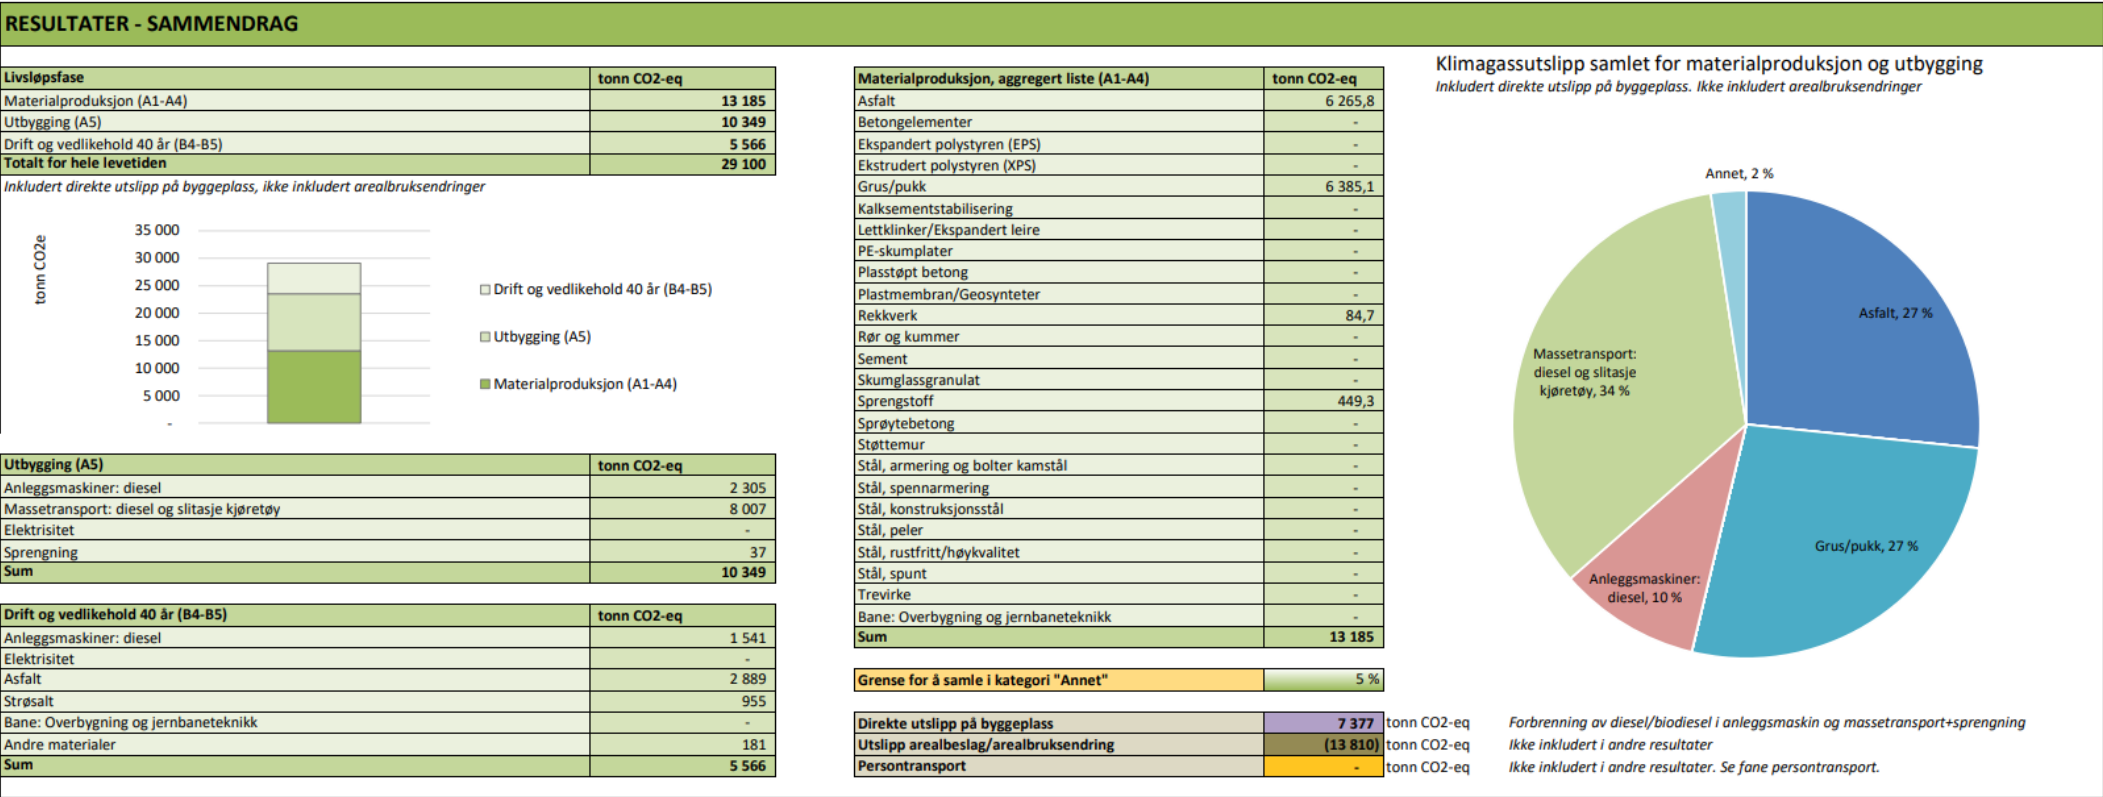 RESULTATER - SAMMENDRAG
Livsløpsfase tonn CO2-eq
Materialproduksjon (A1-A4) 13 185
Utbygging (A5) 10 349
Drift og vedlikehold 40 år (B4-B5) 5 566
Totalt for hele levetiden 29 100
Inkludert direkte utslipp på byggeplass, ikke inkludert arealbruksendringer
tonn CO2e
35 000
30 000
25 000
20 000
15 000
10 000
5 000
-
Drift og vedlikehold 40 år (B4-B5)
Utbygging (A5)
Materialproduksjon (A1-A4)
Utbygging (A5) tonn CO2-eq
Anleggsmaskiner: diesel 2 305
Massetransport: diesel og slitasje kjøretøy 8 007
Elektrisitet -
Sprengning 37
Sum 10 349
Drift og vedlikehold 40 år (B4-B5) tonn CO2-eq
Anleggsmaskiner: diesel 1 541
Elektrisitet -
Asfalt 2 889
Strøsalt 955
Bane: Overbygning og jernbaneteknikk -
Andre materialer 181
Sum 5 566
Materialproduksjon, aggregert liste (A1-A4) tonn CO2-eq
Asfalt 6 265,8
Betongelementer -
Ekspandert polystyren (EPS) -
Ekstrudert polystyren (XPS) -
Grus/pukk 6 385,1
Kalksementstabilisering -
Lettklinker/Ekspandert leire -
PE-skumplater -
Plasstøpt betong -
Plastmembran/Geosynteter -
Rekkverk 84,7
Rør og kummer -
Sement -
Skumglassgranulat -
Sprengstoff 449,3
Sprøytebetong -
Støttemur -
Stål, armering og bolter kamstål -
Stål, spennarmering -
Stål, konstruksjonsstål -
Stål, peler -
Stål, rustfritt/høykvalitet -
Stål, spunt -
Trevirke -
Bane: Overbygning og jernbaneteknikk -
Sum 13 185
Grense for å samle i kategori "Annet" 5 %
Direkte utslipp på byggeplass 7 377 tonn CO2-eq Forbrenning av diesel/biodiesel i anleggsmaskin og massetransport+sprengning
Utslipp arealbeslag/arealbruksendring (13 810) tonn CO2-eq Ikke inkludert i andre resultater
Persontransport - tonn CO2-eq Ikke inkludert i andre resultater. Se fane persontransport.
Klimagassutslipp samlet for materialproduksjon og utbygging
Inkludert direkte utslipp på byggeplass. Ikke inkludert arealbruksendringer
Annet, 2 %
Asfalt, 27 %
Massetransport:
diesel og slitasje
kjøretøy, 34 %
Grus/pukk, 27 %
Anleggsmaskiner:
diesel, 10 %